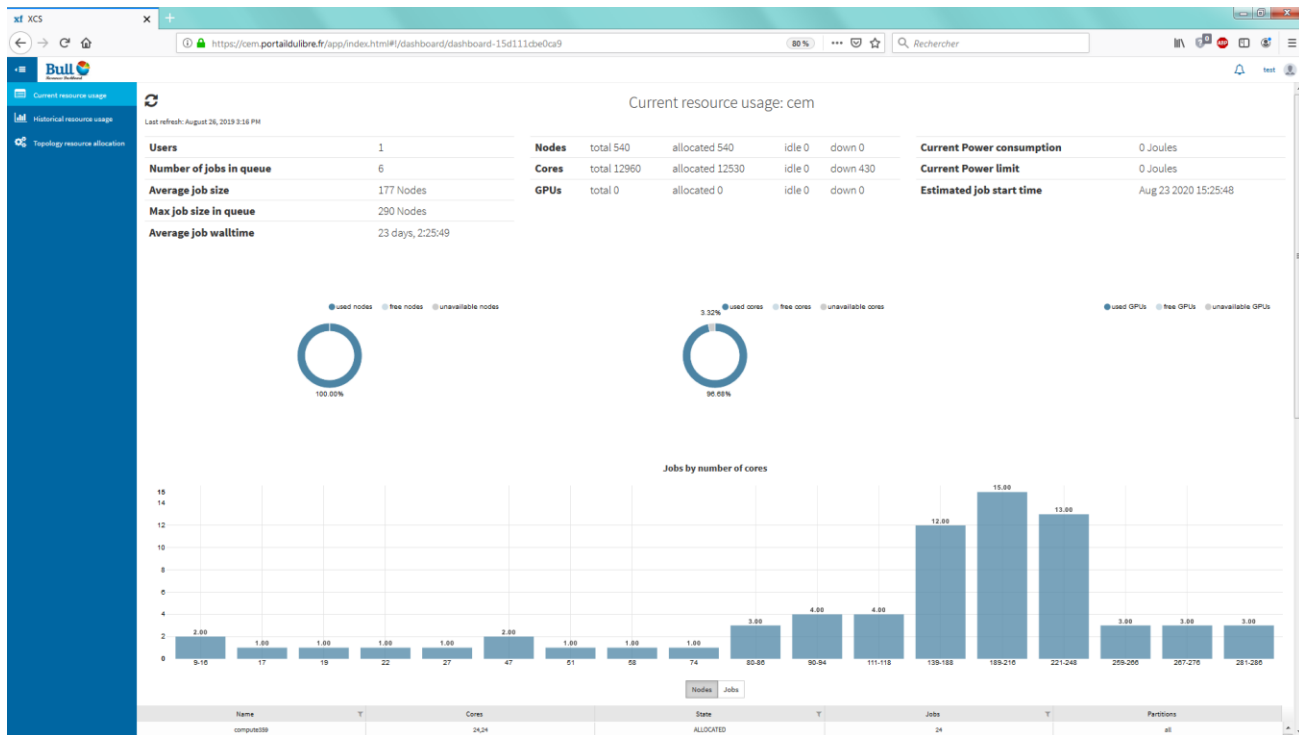 xf XCS
https://cem.portaildulibre.fr/app/index.html#!/dashboard/dashboard-15d111cbe0ca9
80 %
Rechercher
Bull
test
Current resource usage
Historical resource usage
Topology resource allocation
Current resource usage: cem
Last refresh: August 26, 2019 3:16 PM
Users 1
Number of jobs in queue 6
Average job size 177 Nodes
Max job size in queue 290 Nodes
Average job walltime 23 days, 2:25:49
Nodes total 540 allocated 540 idle 0 down 0
Cores total 12960 allocated 12530 idle 0 down 430
GPUs total 0 allocated 0 idle 0 down 0
Current Power consumption 0 Joules
Current Power limit 0 Joules
Estimated job start time Aug 23 2020 15:25:48
used nodes free nodes unavailable nodes
100.00%
used cores free cores unavailable cores
3.32%
96.68%
used GPUs free GPUs unavailable GPUs
Jobs by number of cores
15
14
12
10
8
6
4
2
0
2.00 1.00 1.00 1.00 1.00 2.00 1.00 1.00 1.00 3.00 4.00 4.00 12.00 15.00 13.00 3.00 3.00 3.00
9-16 17 19 22 27 47 51 58 74 80-86 90-94 111-118 139-188 189-216 221-248 259-266 267-276 281-286
Nodes Jobs
Name Cores State Jobs Partitions
compute359 24,24 ALLOCATED 24 all